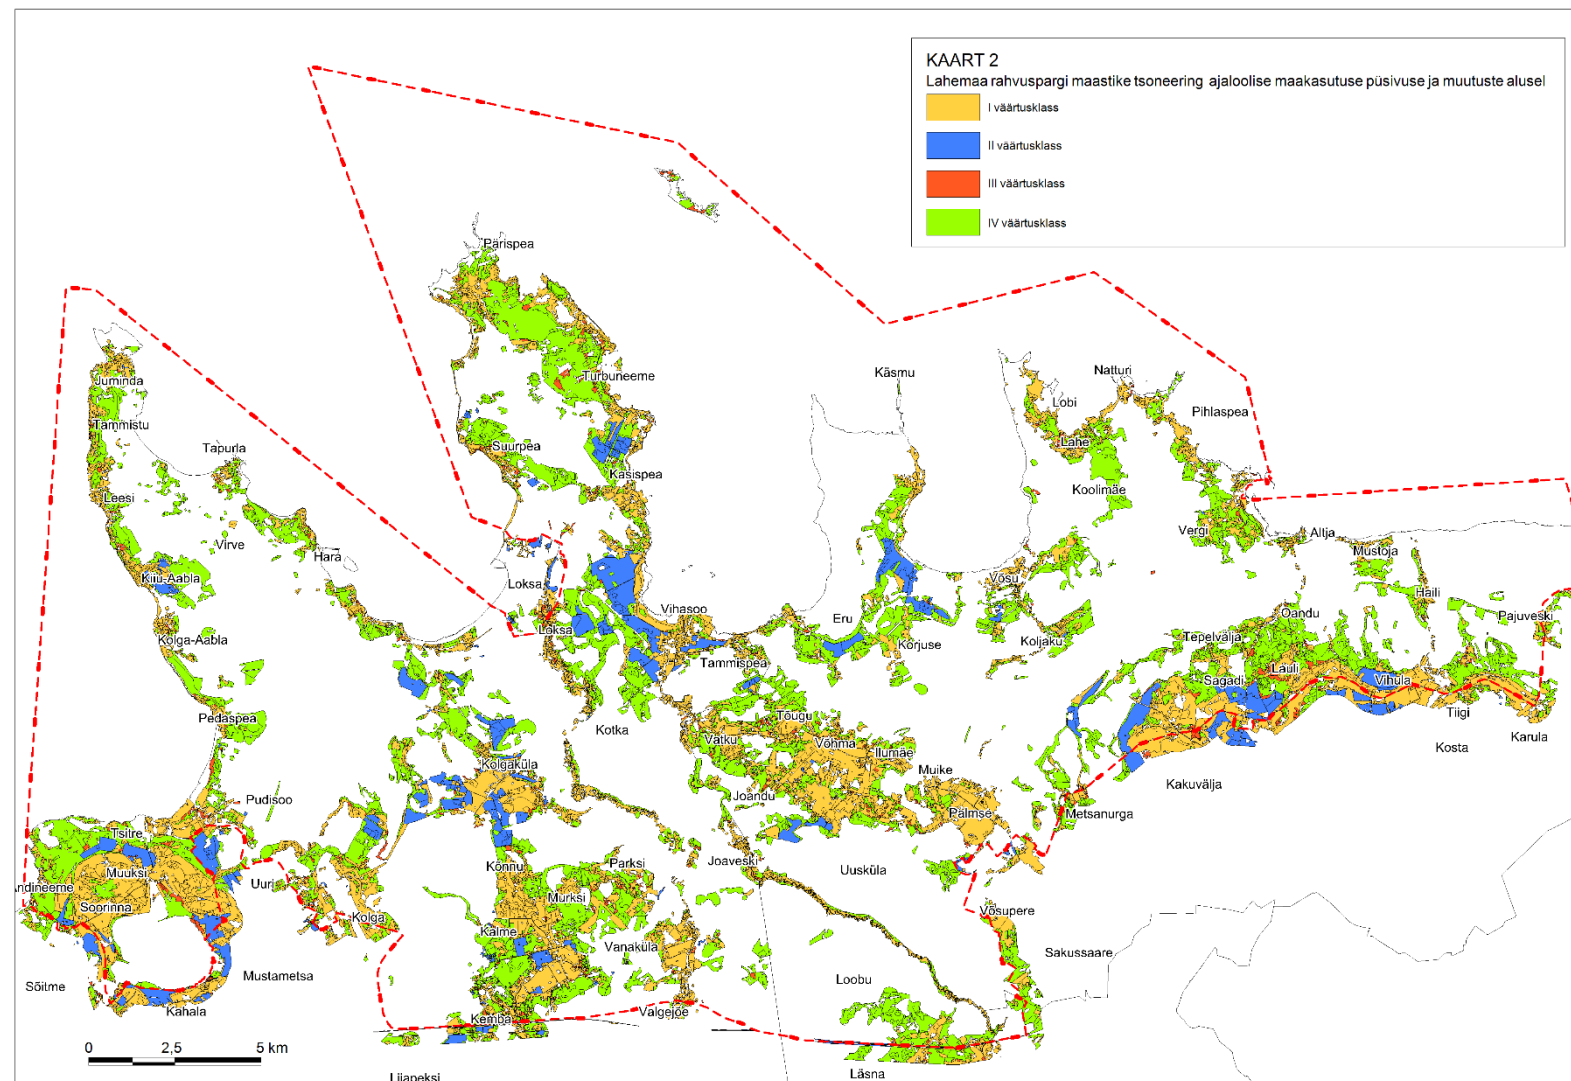 KAART 2
Lahemaa rahvuspargi maastike tsoneering ajaloolise maakasutuse püsivuse ja muutuste alusel
I väärtusklass
II väärtusklass
III väärtusklass
IV väärtusklass
Pärispea
Turbuneeme
Käsmu
Natturi
Juminda
Lobi
Pihlaspea
Tammistu
Tapurla
Suurpea
Lahe
Kasispea
Koolimäe
Leesi
Vergi
Altja
Virve
Hara
Mustoja
Kiiu-Aabla
Loksa
Võsu
Haili
Vihasoo
Oandu
Pajuveski
Kolga-Aabla
Loksa
Eru
Koljaku
Tepelvälja
Korjuse
Tammispea
Lauli
Sagadi
Vihula
Pedaspea
Tõugu
Tiigi
Kotka
Vatku
Võhma
Ilumäe
Kosta
Karula
Kolgaküla
Muike
Kakuvälja
Joandu
Pudisoo
Palmse
Metsanurga
Tsitre
Muuksi
Kõnnu
Parksi
Joaveski
Uusküla
Andineeme
Uuri
Murksi
Soorinna
Kolga
Võsupere
Kalme
Vanaküla
Sakussaare
Sõitme
Mustametsa
Loobu
Kahala
Kemba
Valgejõe
0 2,5 5 km
Läsna
Liiapeksi